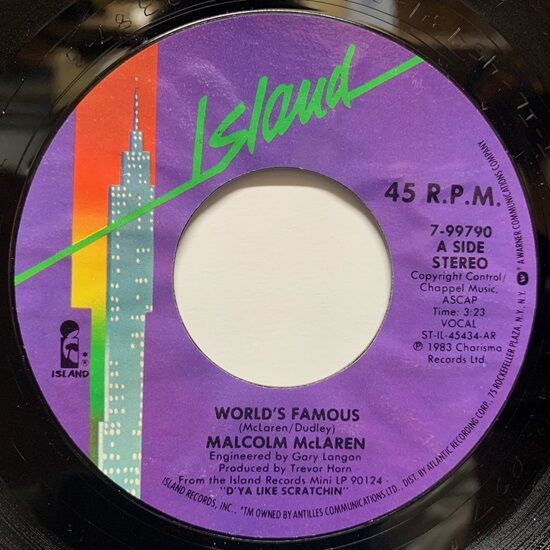 Island
45 R.P.M.
7-99790
A SIDE
STEREO
Copyright Control/
Chappel Music,
ASCAP
Time: 3:23
VOCAL
ST-IL-45434-AR
℗ 1983 Charisma
Records Ltd.
ISLAND
WORLD'S FAMOUS
(McLaren/Dudley)
MALCOLM McLAREN
Engineered by Gary Langan
Produced by Trevor Horn
From the Island Records Mini LP 90124 -
"D'YA LIKE SCRATCHIN"
ISLAND RECORDS, INC., *TM OWNED BY ANTILLES COMMUNICATIONS LTD., DIST. BY ATLANTIC RECORDING CORP., 75 ROCKEFELLER PLAZA, N.Y., N.Y. W A WARNER COMMUNICATIONS COMPANY